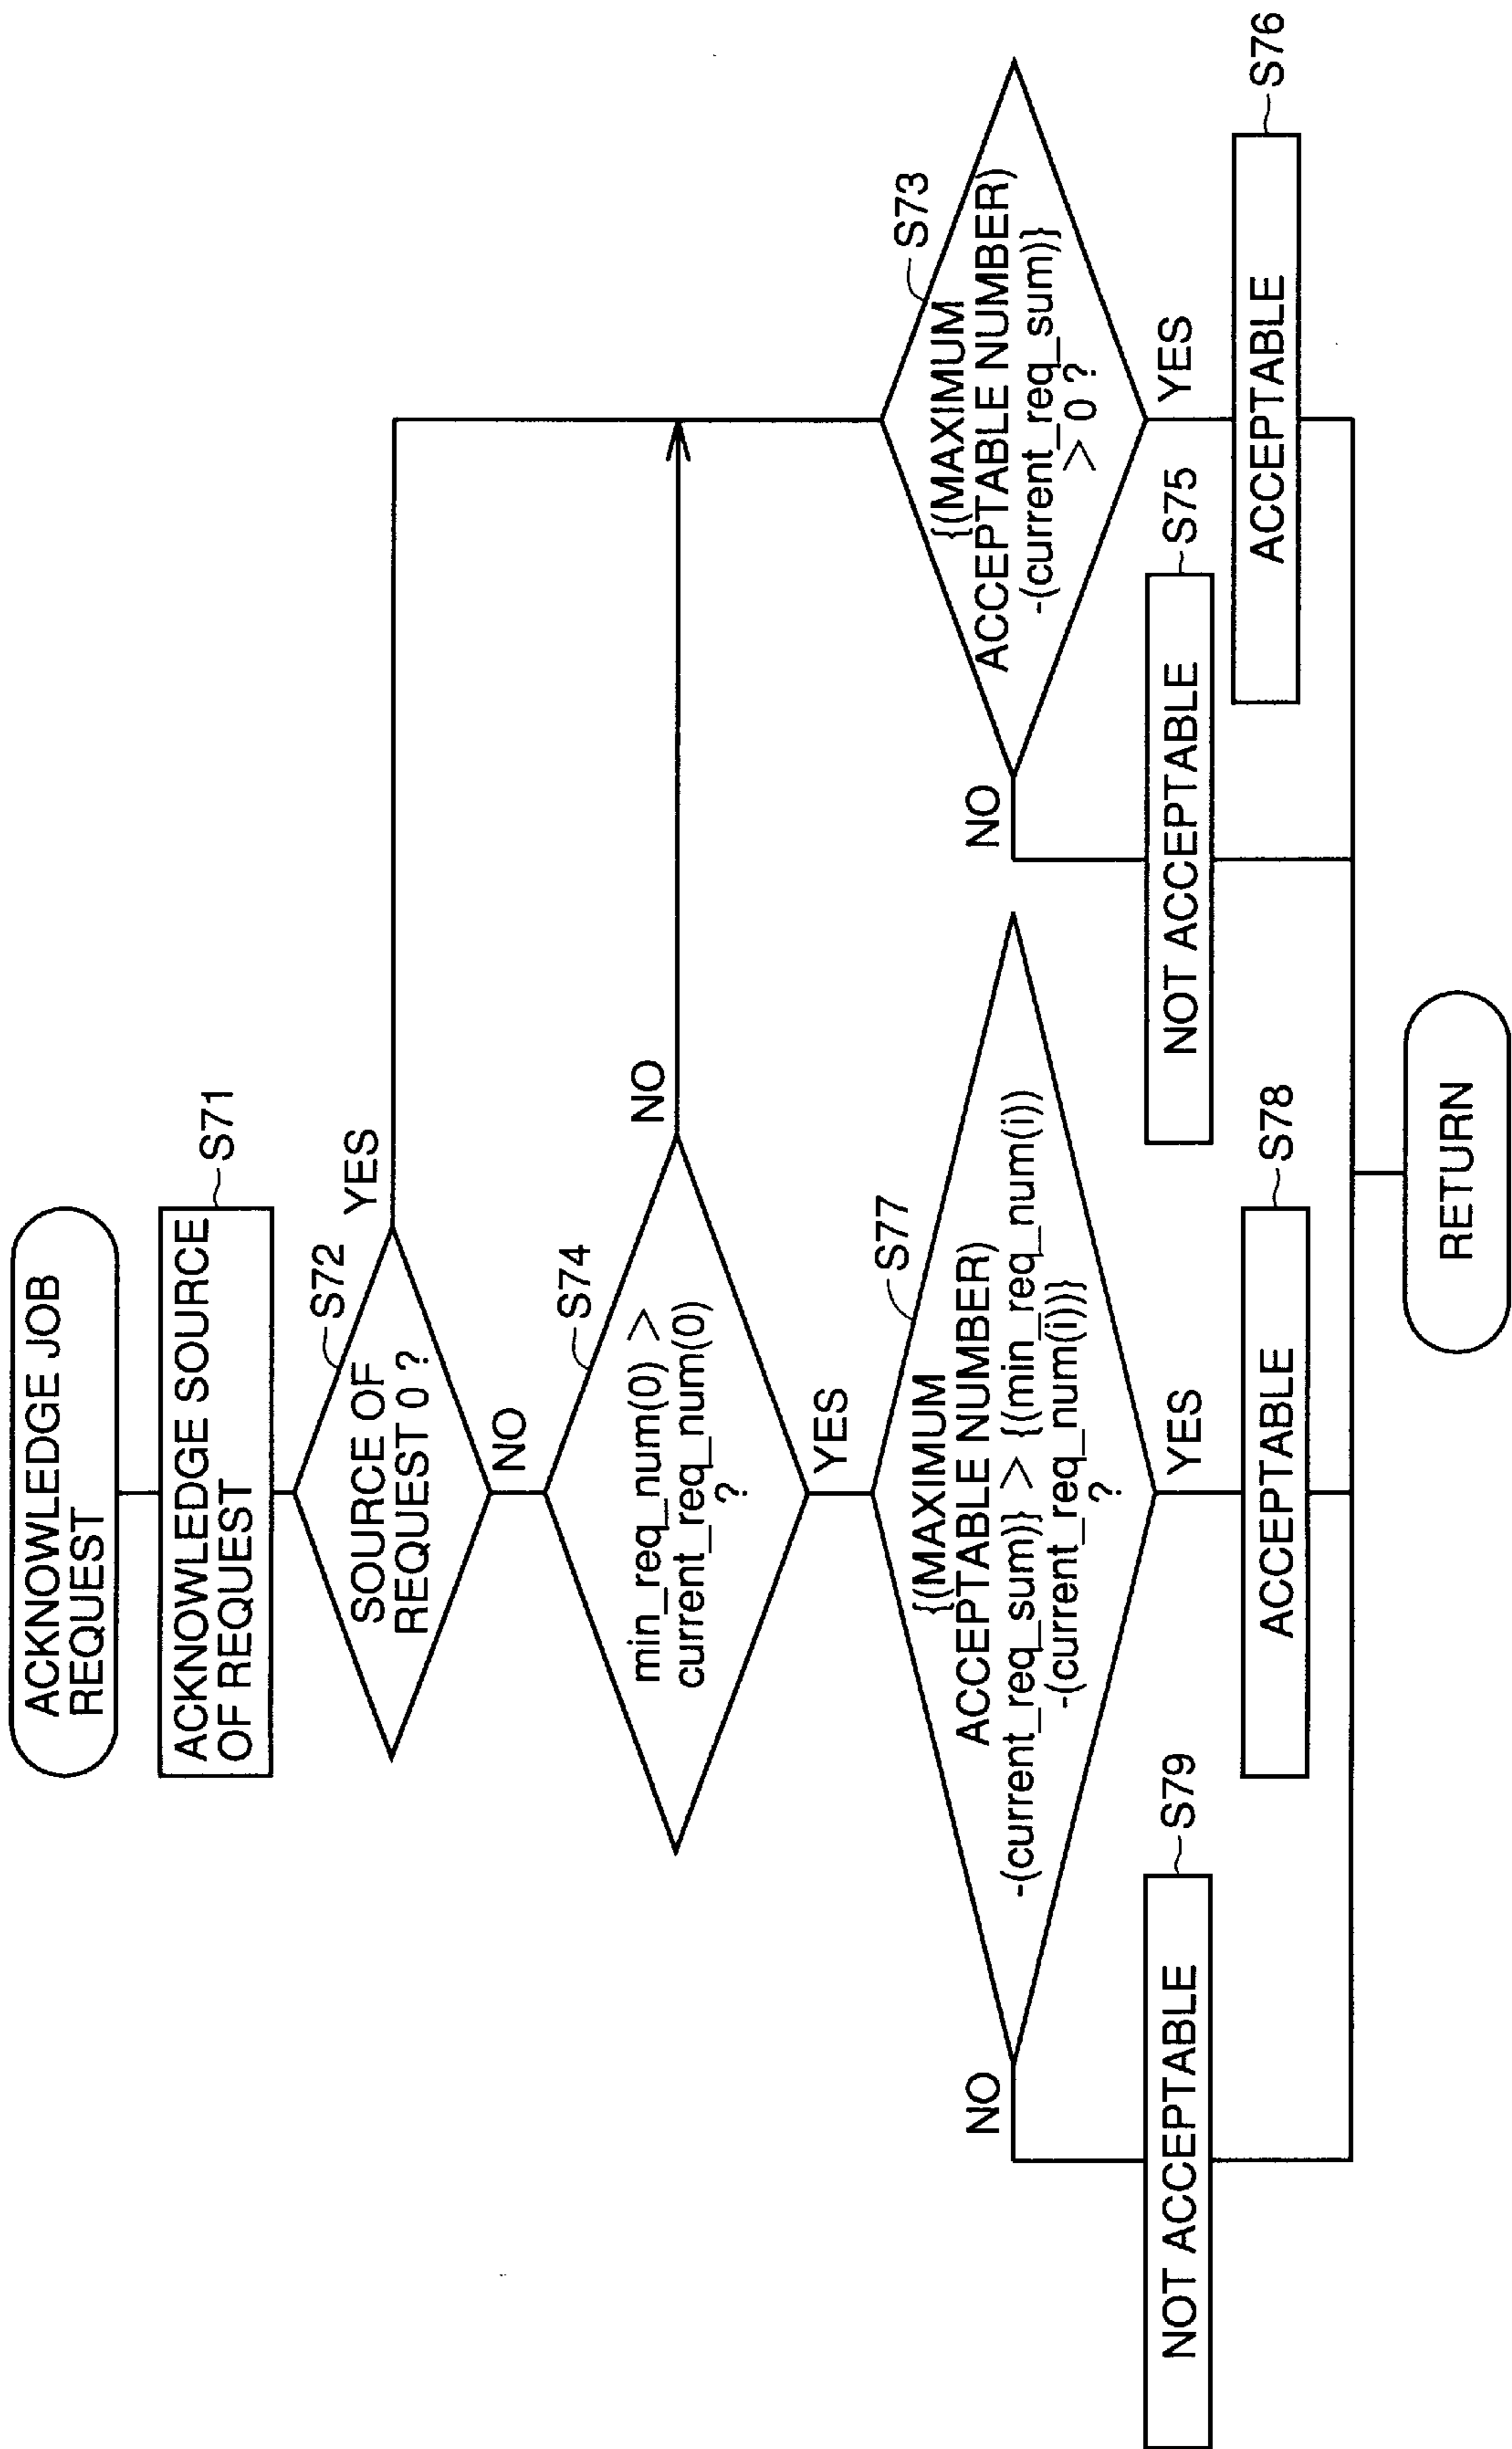 ACKNOWLEDGE JOB
REQUEST
ACKNOWLEDGE SOURCE
OF REQUEST
S71
SOURCE OF
REQUEST 0 ?
S72
YES
NO
min_req_num(0) >
current_req_num(0)
?
S74
NO
YES
{(MAXIMUM
ACCEPTABLE NUMBER)
-(current_req_sum)} > {(min_req_num(i))
-(current_req_num(i))}
?
S77
NO
YES
{(MAXIMUM
ACCEPTABLE NUMBER)
-(current_req_sum)}
> 0 ?
S73
NO
YES
NOT ACCEPTABLE
S79
ACCEPTABLE
S78
NOT ACCEPTABLE
S75
ACCEPTABLE
S76
RETURN